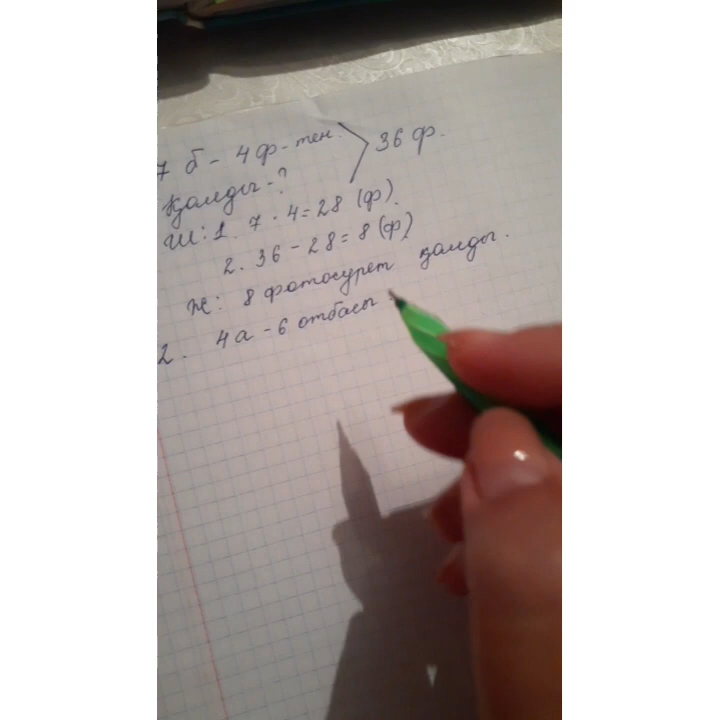 7 б - 4 ф - тен. 36 ф.
Қалды - ?
Ш: 1. 7 · 4 = 28 (ф).
2. 36 - 28 = 8 (ф)
Ж: 8 фотосурет қалды.
2. 4 а - 6 отбасы